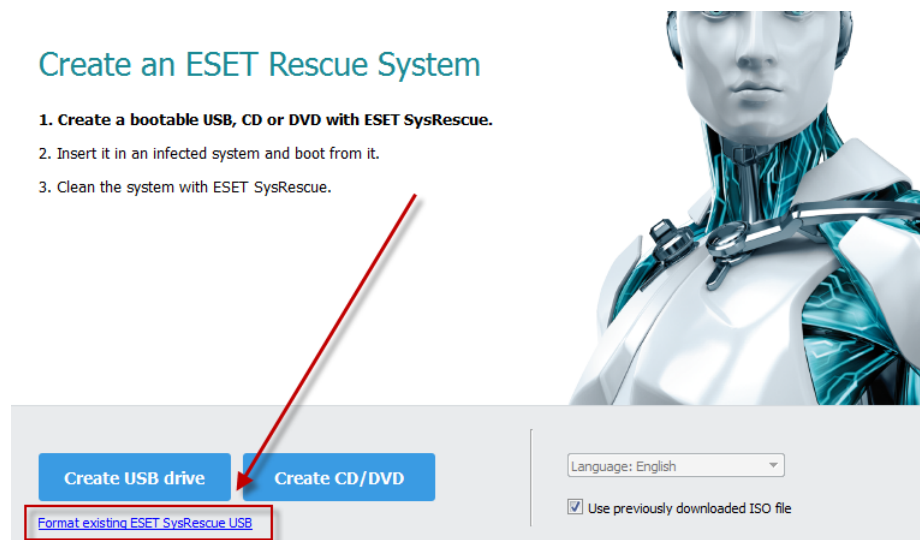 Create an ESET Rescue System
1. Create a bootable USB, CD or DVD with ESET SysRescue.
2. Insert it in an infected system and boot from it.
3. Clean the system with ESET SysRescue.
Create USB drive
Create CD/DVD
Format existing ESET SysRescue USB
Language: English
Use previously downloaded ISO file